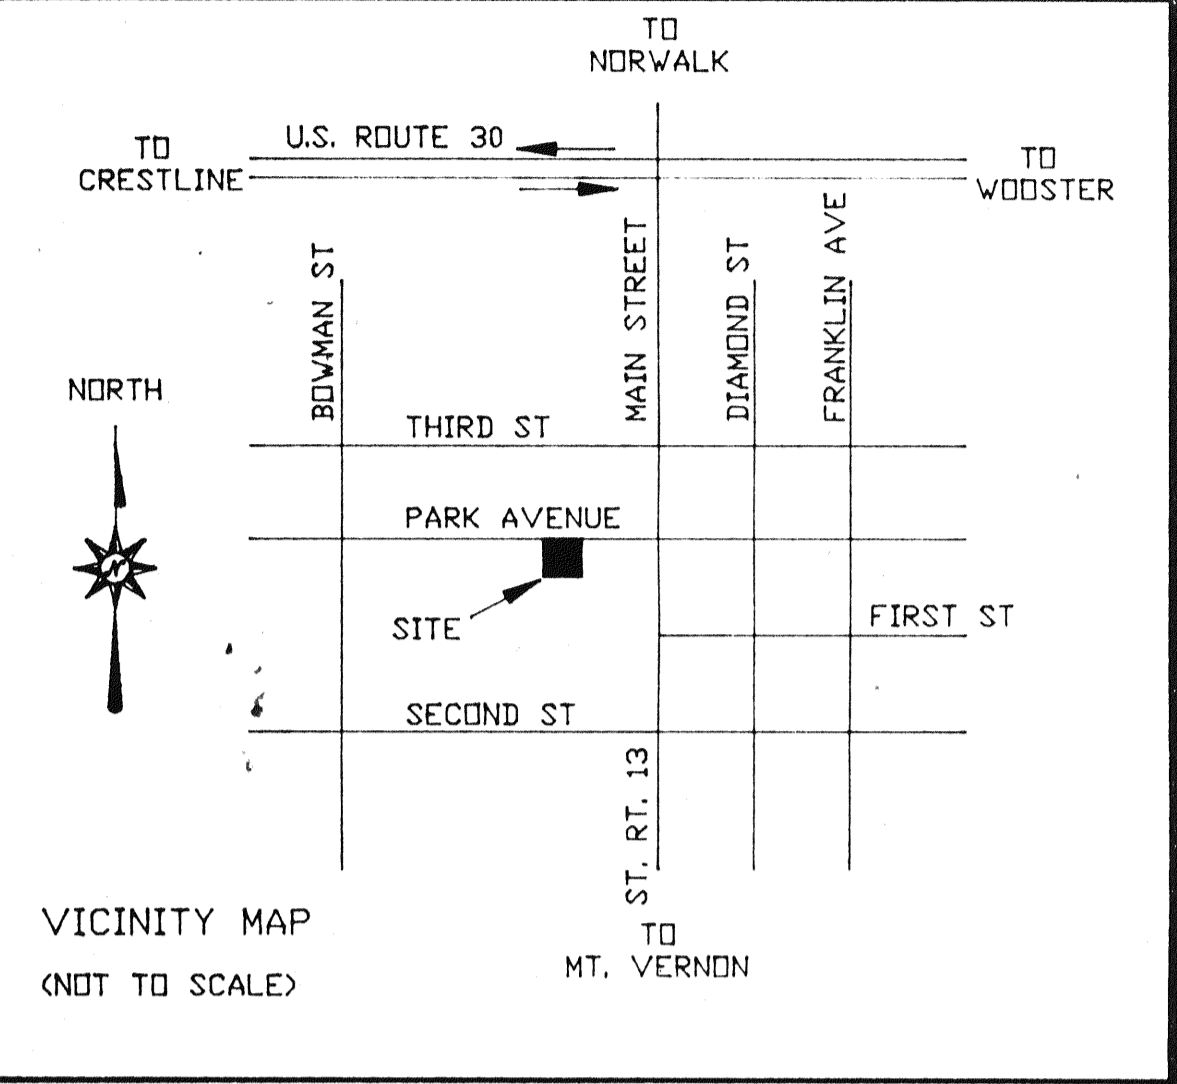 TO
NORWALK
U.S. ROUTE 30
TO
CRESTLINE
TO
WOOSTER
BOWMAN ST
MAIN STREET
DIAMOND ST
FRANKLIN AVE
NORTH
THIRD ST
PARK AVENUE
N
SITE
FIRST ST
SECOND ST
ST. RT. 13
VICINITY MAP
(NOT TO SCALE)
TO
MT. VERNON